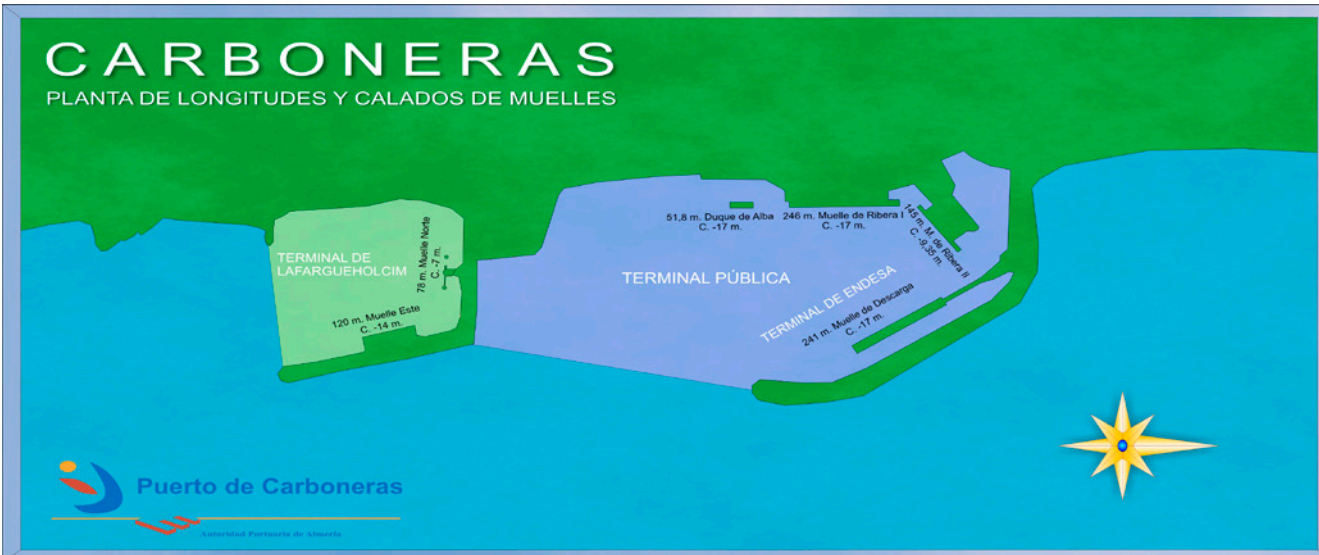 CARBONERAS
PLANTA DE LONGITUDES Y CALADOS DE MUELLES
TERMINAL DE
LAFARGUEHOLCIM
78 m. Muelle Norte
C. -7 m.
120 m. Muelle Este
C. -14 m.
51,8 m. Duque de Alba
C. -17 m.
246 m. Muelle de Ribera I
C. -17 m.
145 m. M. de Ribera II
C. -9,35 m.
TERMINAL PÚBLICA
TERMINAL DE ENDESA
241 m. Muelle de Descarga
C. -17 m.
Puerto de Carboneras
Autoridad Portuaria de Almería